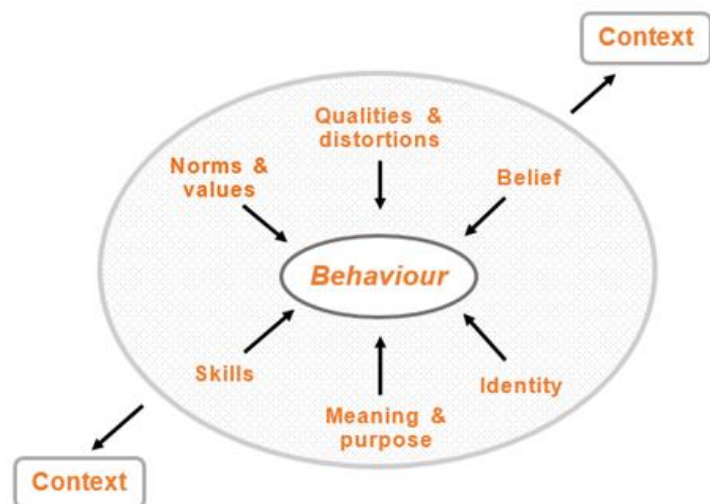 Context
Qualities &
distortions
Norms &
values
Belief
Behaviour
Skills
Identity
Meaning &
purpose
Context